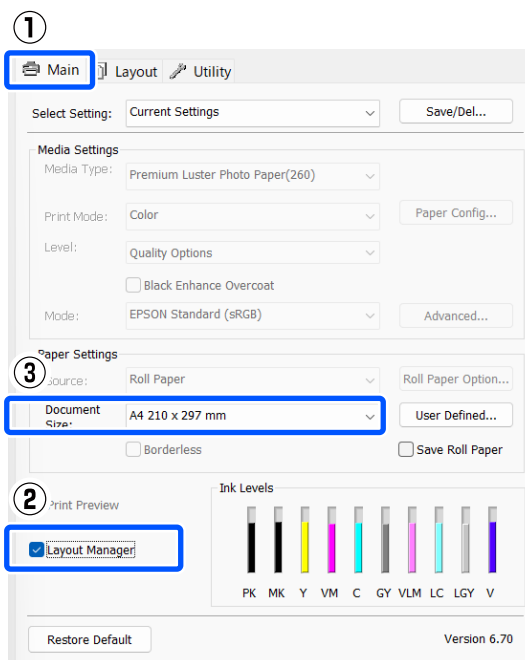 ①
Main Layout Utility
Select Setting: Current Settings Save/Del...
Media Settings
Media Type: Premium Luster Photo Paper(260)
Print Mode: Color Paper Config...
Level: Quality Options
Black Enhance Overcoat
Mode: EPSON Standard (sRGB) Advanced...
Paper Settings
③
Source: Roll Paper Roll Paper Option...
Document
Size: A4 210 x 297 mm User Defined...
Borderless Save Roll Paper
②
Print Preview
Ink Levels
Layout Manager
PK MK Y VM C GY VLM LC LGY V
Restore Default Version 6.70